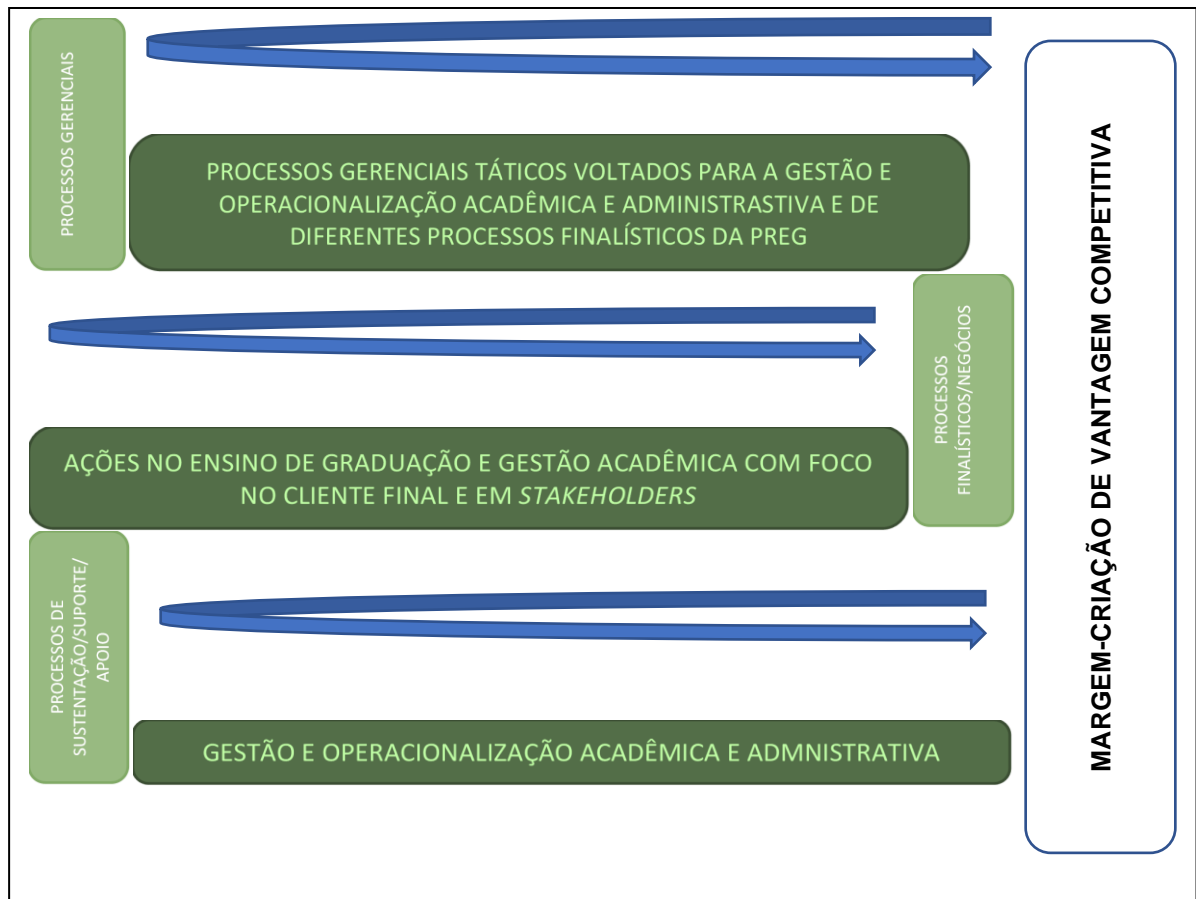 PROCESSOS GERENCIAIS
PROCESSOS GERENCIAIS TÁTICOS VOLTADOS PARA A GESTÃO E
OPERACIONALIZAÇÃO ACADÊMICA E ADMINISTRASTIVA E DE
DIFERENTES PROCESSOS FINALÍSTICOS DA PREG
PROCESSOS
FINALÍSTICOS/NEGÓCIOS
AÇÕES NO ENSINO DE GRADUAÇÃO E GESTÃO ACADÊMICA COM FOCO
NO CLIENTE FINAL E EM STAKEHOLDERS
PROCESSOS DE
SUSTENTAÇÃO/SUPORTE/
APOIO
GESTÃO E OPERACIONALIZAÇÃO ACADÊMICA E ADMNISTRATIVA
MARGEM-CRIAÇÃO DE VANTAGEM COMPETITIVA